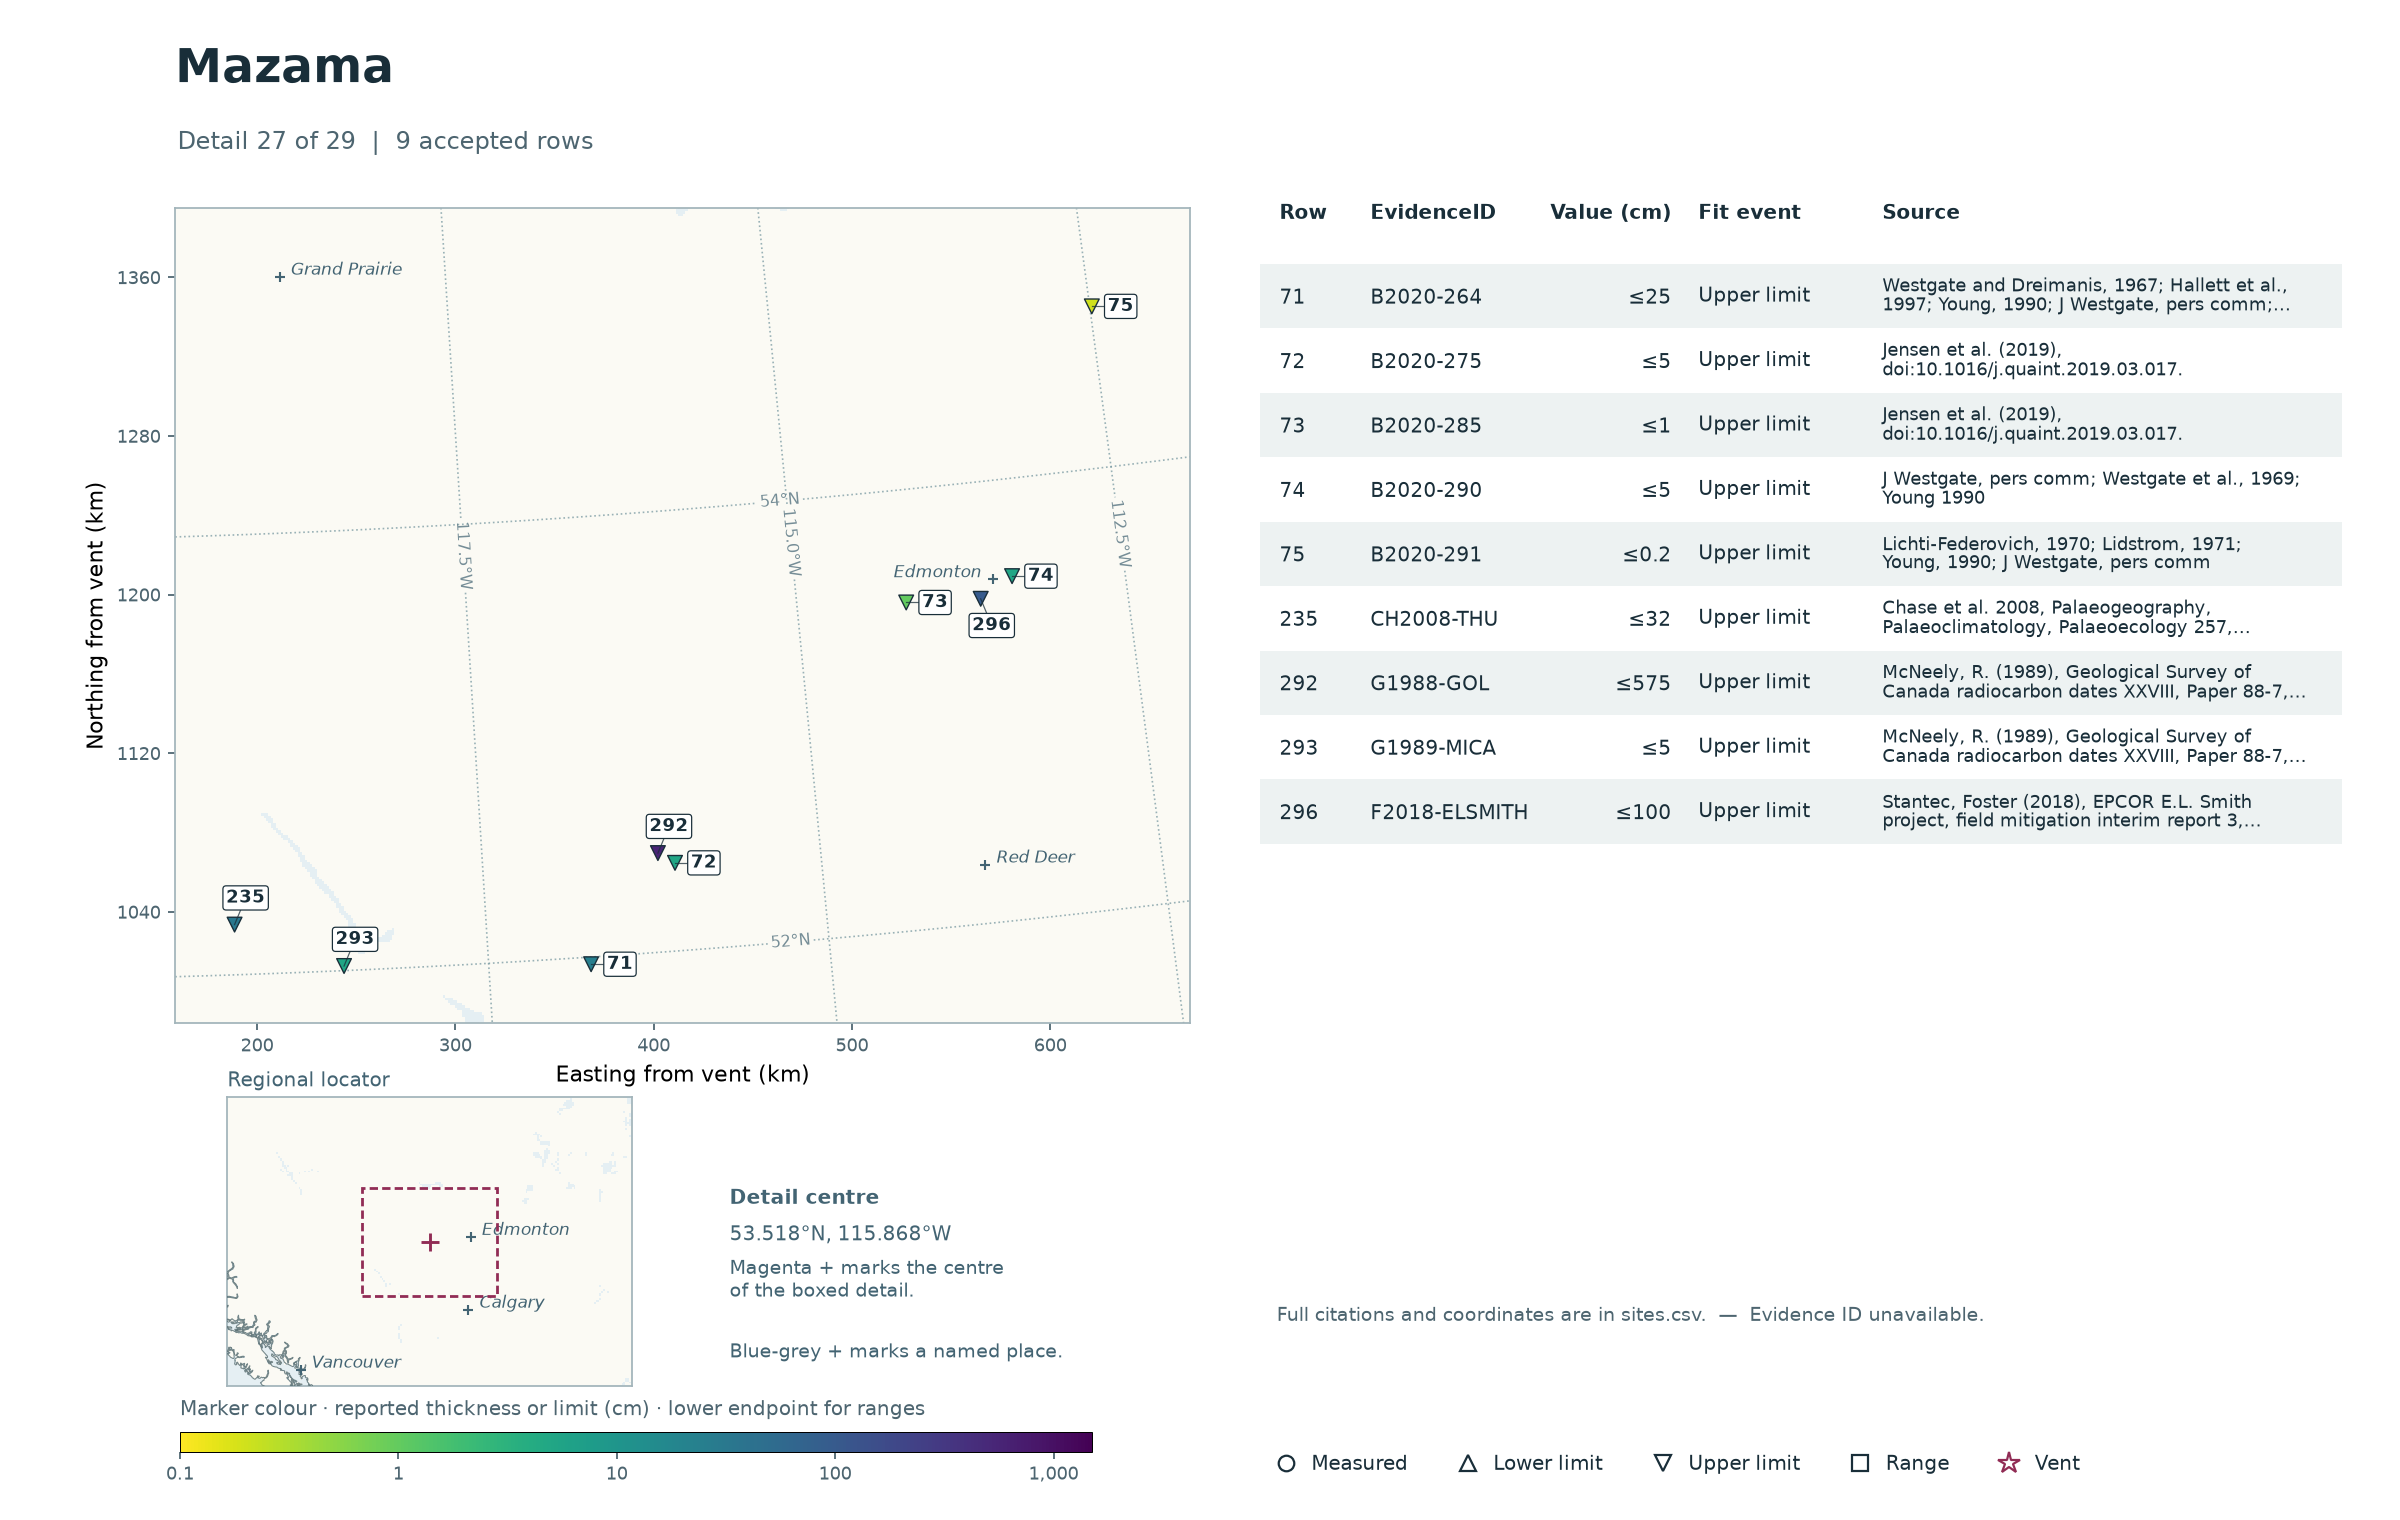 Mazama
Detail 27 of 29 | 9 accepted rows
Grand Prairie
75
54°N
117.5°W
115.0°W
112.5°W
Edmonton
74
73
296
292
72
Red Deer
235
293
52°N
71
1360
1280
1200
1120
1040
Northing from vent (km)
200 300 400 500 600
Easting from vent (km)
Row EvidenceID Value (cm) Fit event Source
71 B2020-264 ≤25 Upper limit Westgate and Dreimanis, 1967; Hallett et al.,
1997; Young, 1990; J Westgate, pers comm;…
72 B2020-275 ≤5 Upper limit Jensen et al. (2019),
doi:10.1016/j.quaint.2019.03.017.
73 B2020-285 ≤1 Upper limit Jensen et al. (2019),
doi:10.1016/j.quaint.2019.03.017.
74 B2020-290 ≤5 Upper limit J Westgate, pers comm; Westgate et al., 1969;
Young 1990
75 B2020-291 ≤0.2 Upper limit Lichti-Federovich, 1970; Lidstrom, 1971;
Young, 1990; J Westgate, pers comm
235 CH2008-THU ≤32 Upper limit Chase et al. 2008, Palaeogeography,
Palaeoclimatology, Palaeoecology 257,…
292 G1988-GOL ≤575 Upper limit McNeely, R. (1989), Geological Survey of
Canada radiocarbon dates XXVIII, Paper 88-7,…
293 G1989-MICA ≤5 Upper limit McNeely, R. (1989), Geological Survey of
Canada radiocarbon dates XXVIII, Paper 88-7,…
296 F2018-ELSMITH ≤100 Upper limit Stantec, Foster (2018), EPCOR E.L. Smith
project, field mitigation interim report 3,…
Regional locator
Edmonton
Calgary
Vancouver
Detail centre
53.518°N, 115.868°W
Magenta + marks the centre
of the boxed detail.
Blue-grey + marks a named place.
Full citations and coordinates are in sites.csv. — Evidence ID unavailable.
Marker colour · reported thickness or limit (cm) · lower endpoint for ranges
0.1 1 10 100 1,000
Measured Lower limit Upper limit Range Vent